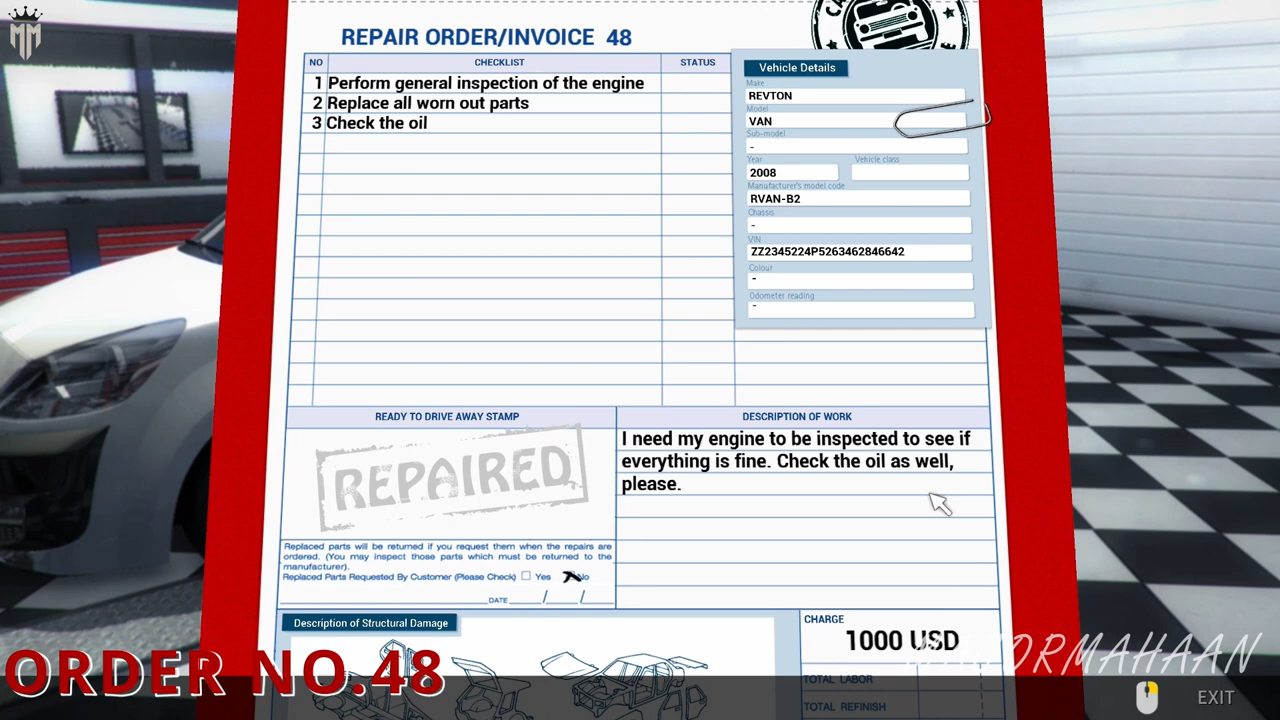 REPAIR ORDER/INVOICE 48
NO CHECKLIST STATUS
1 Perform general inspection of the engine
2 Replace all worn out parts
3 Check the oil
Vehicle Details
Make
REVTON
Model
VAN
Sub-model
-
Year Vehicle class
2008
Manufacturer's model code
RVAN-B2
Chassis
-
VIN
ZZ2345224P5263462846642
Colour
-
Odometer reading
-
READY TO DRIVE AWAY STAMP
REPAIRED
Replaced parts will be returned if you request them when the repairs are
ordered. (You may inspect those parts which must be returned to the
manufacturer).
Replaced Parts Requested By Customer (Please Check) Yes No
DATE / /
DESCRIPTION OF WORK
I need my engine to be inspected to see if
everything is fine. Check the oil as well,
please.
Description of Structural Damage
CHARGE
1000 USD
TOTAL LABOR
TOTAL REFINISH
ORDER NO.48
EXIT